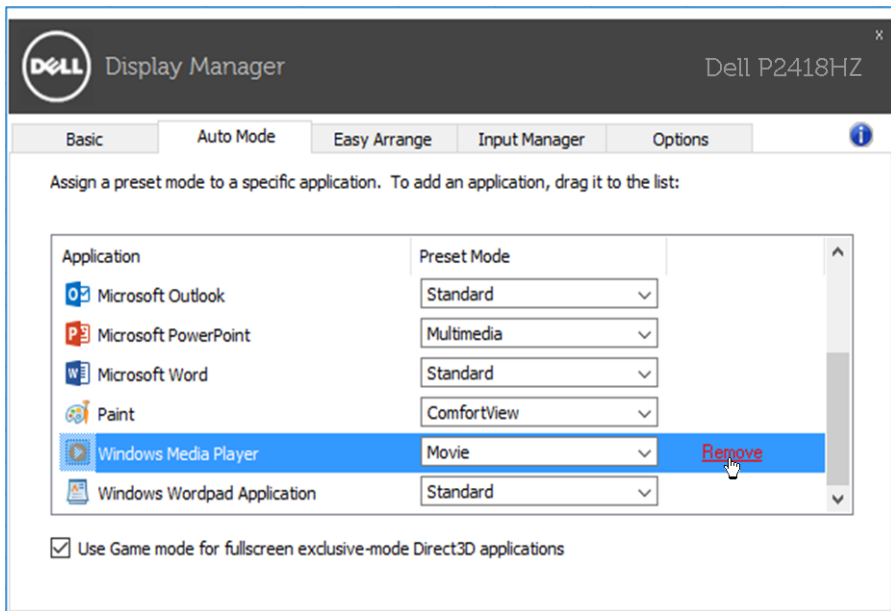 x
DELL Display Manager Dell P2418HZ
Basic Auto Mode Easy Arrange Input Manager Options i
Assign a preset mode to a specific application. To add an application, drag it to the list:
Application Preset Mode
Microsoft Outlook Standard
Microsoft PowerPoint Multimedia
Microsoft Word Standard
Paint ComfortView
Windows Media Player Movie Remove
Windows Wordpad Application Standard
Use Game mode for fullscreen exclusive-mode Direct3D applications